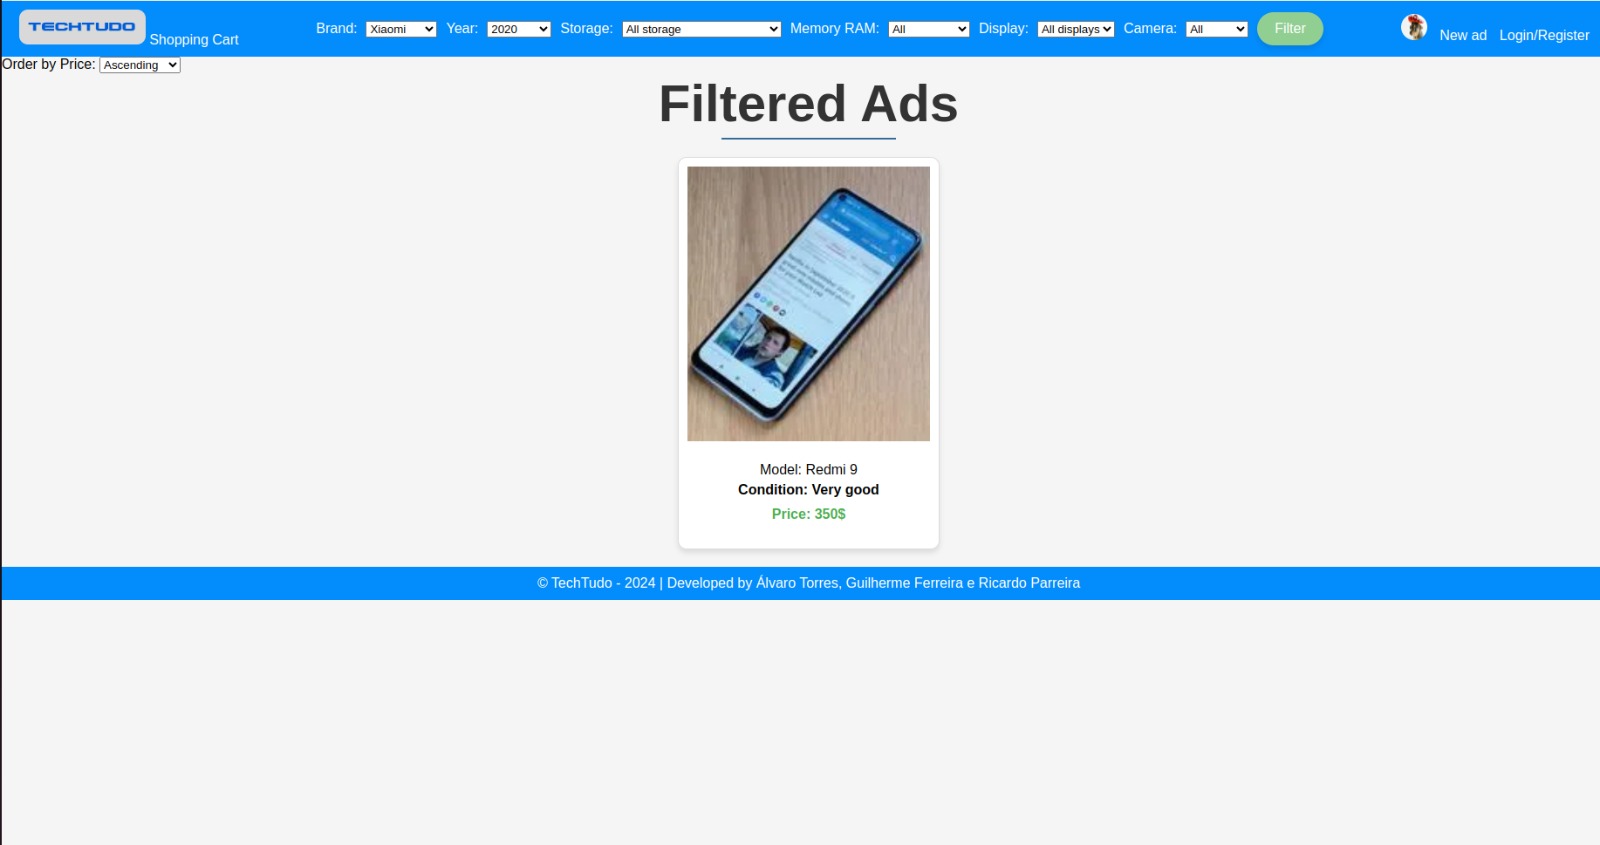 TECHTUDO Shopping Cart Brand: Xiaomi Year: 2020 Storage: All storage Memory RAM: All Display: All displays Camera: All Filter New ad Login/Register
Order by Price: Ascending
Filtered Ads
Model: Redmi 9
Condition: Very good
Price: 350$
© TechTudo - 2024 | Developed by Álvaro Torres, Guilherme Ferreira e Ricardo Parreira